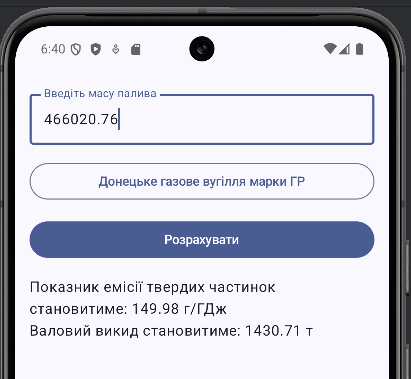 6:40
Введіть масу палива
466020.76
Донецьке газове вугілля марки ГР
Розрахувати
Показник емісії твердих частинок
становитиме: 149.98 г/ГДж
Валовий викид становитиме: 1430.71 т